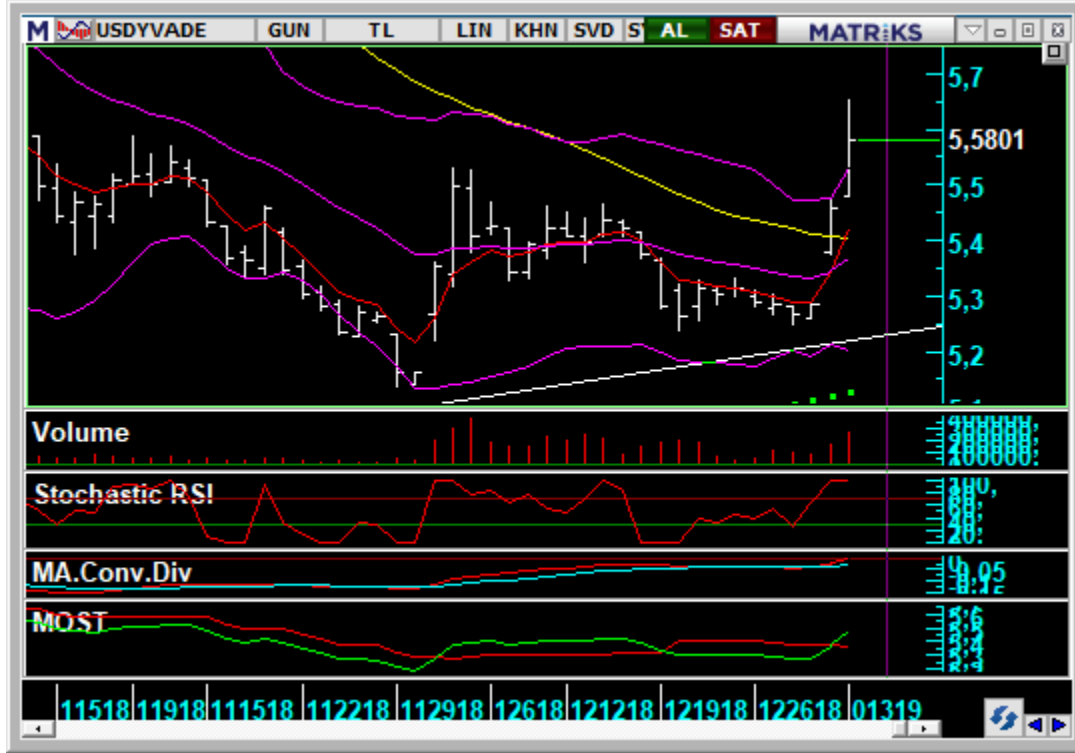 M USDYVADE GUN TL LIN KHN SVD AL SAT MATRiKS
5,7
5,5801
5,5
5,4
5,3
5,2
Volume
Stochastic RSI
MA.Conv.Div
MOST
11518 11918 111518 112218 112918 12618 121218 121918 122618 01319